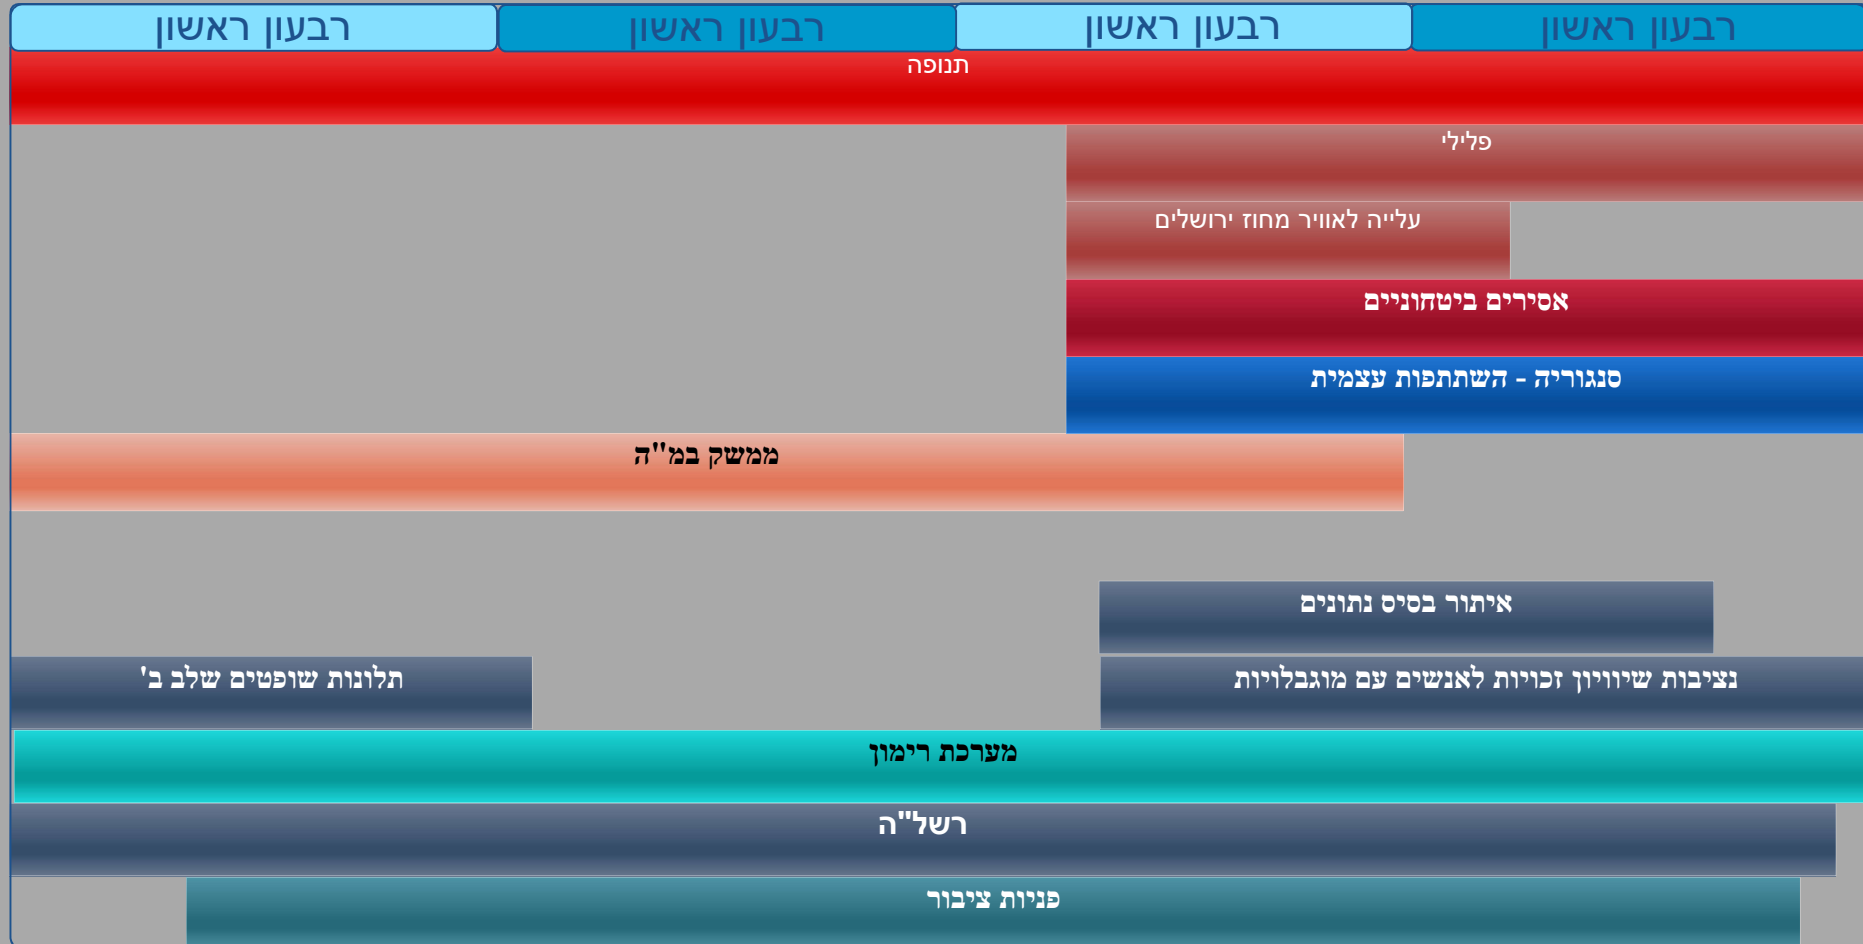 רבעון ראשון
רבעון ראשון
רבעון ראשון
רבעון ראשון
תנופה
פלילי
עלייה לאוויר מחוז ירושלים
אסירים ביטחוניים
סנגוריה - השתתפות עצמית
ממשק במ"ה
איתור בסיס נתונים
נציבות שיוויון זכויות לאנשים עם מוגבלויות
תלונות שופטים שלב ב'
מערכת רימון
רשל"ה
פניות ציבור